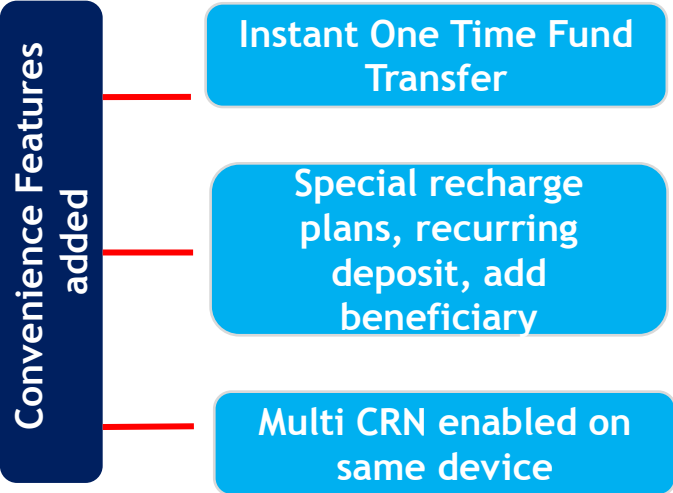 Convenience Features
added
Instant One Time Fund
Transfer
Special recharge
plans, recurring
deposit, add
beneficiary
Multi CRN enabled on
same device